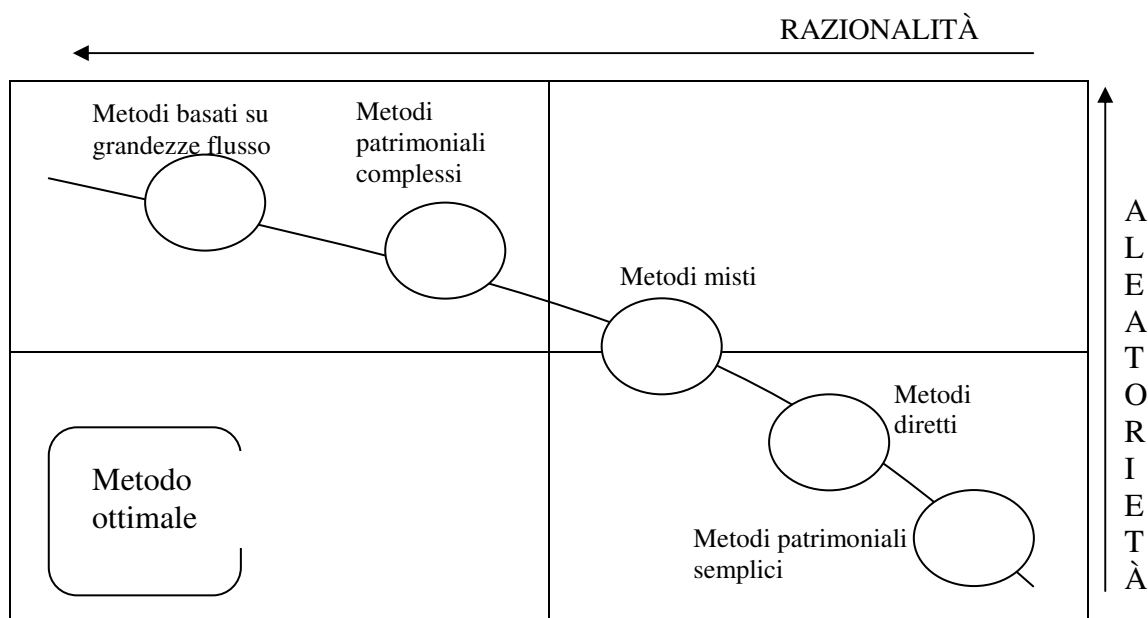 RAZIONALITÀ
Metodi basati su
grandezze flusso
Metodi
patrimoniali
complessi
Metodi misti
Metodi
diretti
Metodi patrimoniali
semplici
Metodo
ottimale
A
L
E
A
T
O
R
I
E
T
À